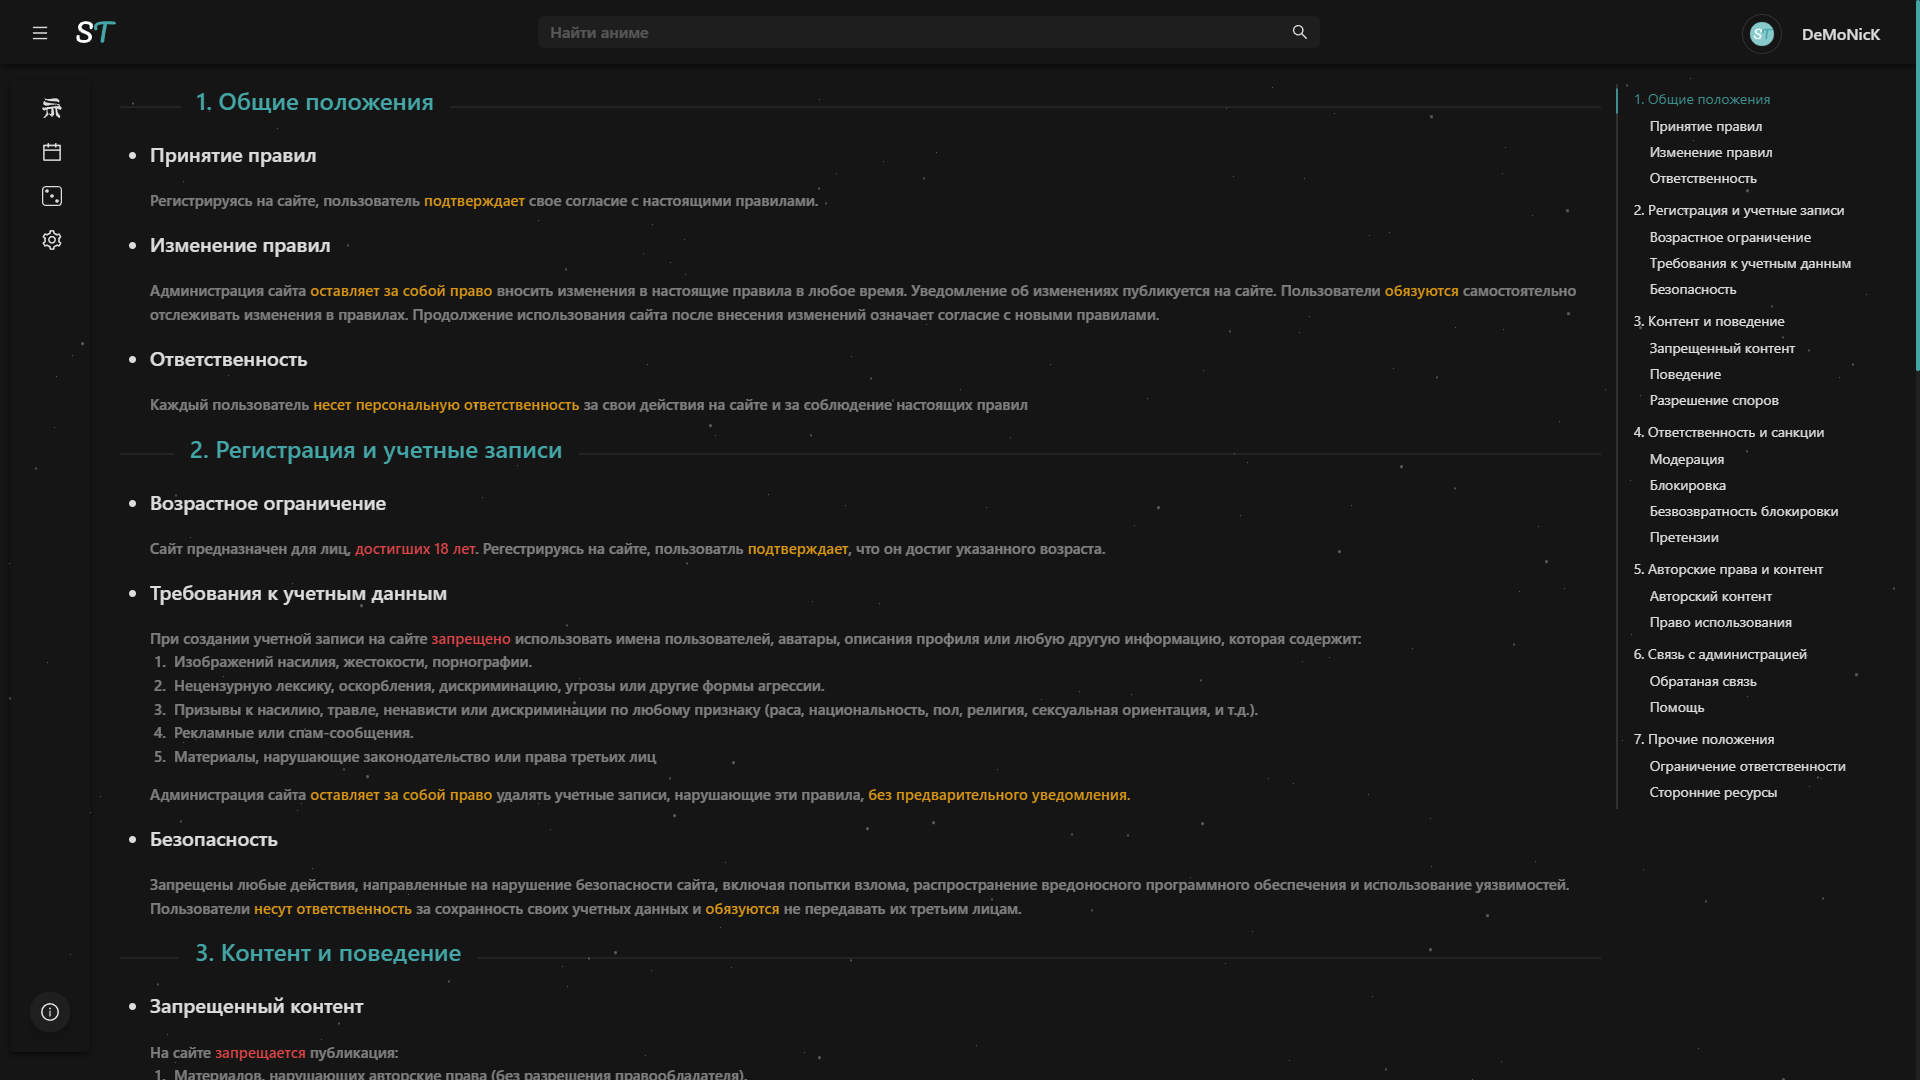 ST
Найти аниме
ST
DeMoNicK
1. Общие положения
Принятие правил
Регистрируясь на сайте, пользователь подтверждает свое согласие с настоящими правилами.
Изменение правил
Администрация сайта оставляет за собой право вносить изменения в настоящие правила в любое время. Уведомление об изменениях публикуется на сайте. Пользователи обязуются самостоятельно
отслеживать изменения в правилах. Продолжение использования сайта после внесения изменений означает согласие с новыми правилами.
Ответственность
Каждый пользователь несет персональную ответственность за свои действия на сайте и за соблюдение настоящих правил
2. Регистрация и учетные записи
Возрастное ограничение
Сайт предназначен для лиц, достигших 18 лет. Регестрируясь на сайте, пользоватль подтверждает, что он достиг указанного возраста.
Требования к учетным данным
При создании учетной записи на сайте запрещено использовать имена пользователей, аватары, описания профиля или любую другую информацию, которая содержит:
1. Изображений насилия, жестокости, порнографии.
2. Нецензурную лексику, оскорбления, дискриминацию, угрозы или другие формы агрессии.
3. Призывы к насилию, травле, ненависти или дискриминации по любому признаку (раса, национальность, пол, религия, сексуальная ориентация, и т.д.).
4. Рекламные или спам-сообщения.
5. Материалы, нарушающие законодательство или права третьих лиц
Администрация сайта оставляет за собой право удалять учетные записи, нарушающие эти правила, без предварительного уведомления.
Безопасность
Запрещены любые действия, направленные на нарушение безопасности сайта, включая попытки взлома, распространение вредоносного программного обеспечения и использование уязвимостей.
Пользователи несут ответственность за сохранность своих учетных данных и обязуются не передавать их третьим лицам.
3. Контент и поведение
Запрещенный контент
На сайте запрещается публикация:
1. Материалов, нарушающих авторские права (без разрешения правообладателя).
1. Общие положения
Принятие правил
Изменение правил
Ответственность
2. Регистрация и учетные записи
Возрастное ограничение
Требования к учетным данным
Безопасность
3. Контент и поведение
Запрещенный контент
Поведение
Разрешение споров
4. Ответственность и санкции
Модерация
Блокировка
Безвозвратность блокировки
Претензии
5. Авторские права и контент
Авторский контент
Право использования
6. Связь с администрацией
Обратаная связь
Помощь
7. Прочие положения
Ограничение ответственности
Сторонние ресурсы